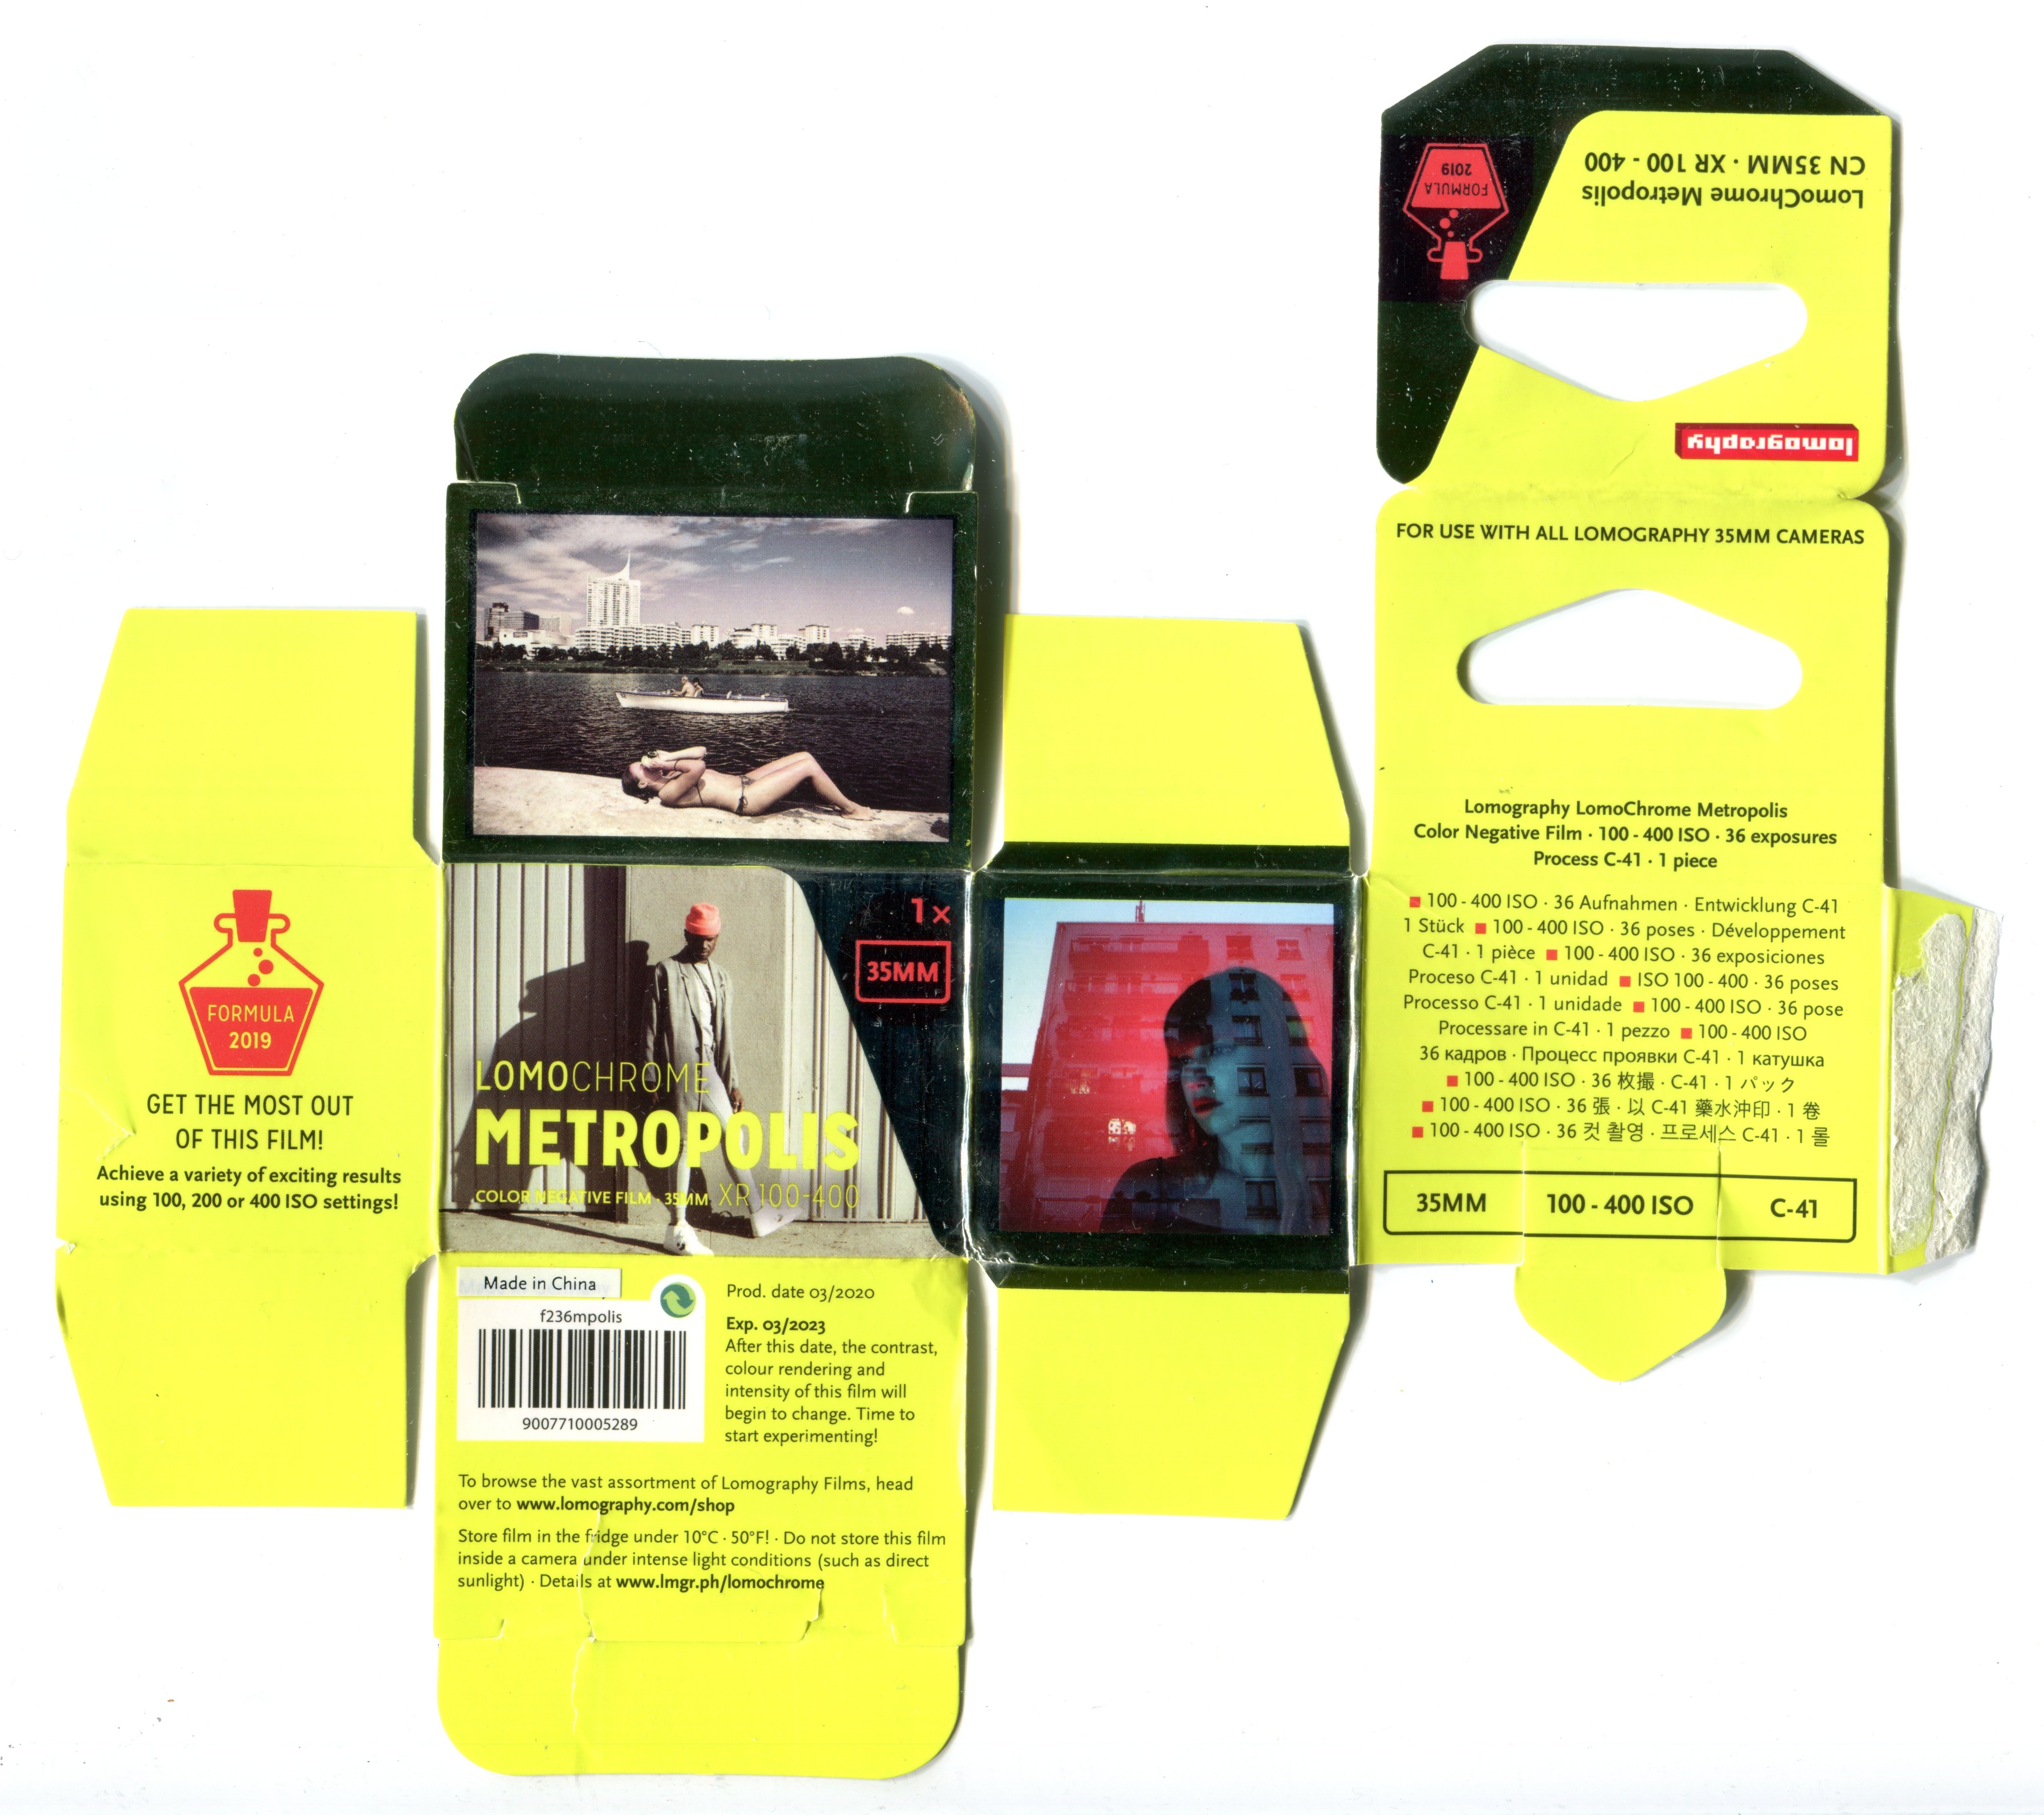 LomoChrome Metropolis
CN 35MM · XR 100 - 400
FORMULA
2019
lomography
FOR USE WITH ALL LOMOGRAPHY 35MM CAMERAS
Lomography LomoChrome Metropolis
Color Negative Film · 100 - 400 ISO · 36 exposures
Process C-41 · 1 piece
■ 100 - 400 ISO · 36 Aufnahmen · Entwicklung C-41
1 Stück ■ 100 - 400 ISO · 36 poses · Développement
C-41 · 1 pièce ■ 100 - 400 ISO · 36 exposiciones
Proceso C-41 · 1 unidad ■ ISO 100 - 400 · 36 poses
Processo C-41 · 1 unidade ■ 100 - 400 ISO · 36 pose
Processare in C-41 · 1 pezzo ■ 100 - 400 ISO
36 кадров · Процесс проявки C-41 · 1 катушка
■ 100 - 400 ISO · 36 枚撮 · C-41 · 1 パック
■ 100 - 400 ISO · 36 張 · 以 C-41 藥水沖印 · 1 卷
■ 100 - 400 ISO · 36 컷 촬영 · 프로세스 C-41 · 1 롤
35MM 100 - 400 ISO C-41
FORMULA
2019
GET THE MOST OUT
OF THIS FILM!
Achieve a variety of exciting results
using 100, 200 or 400 ISO settings!
1x
35MM
LOMOCHROME
METROPOLIS
COLOR NEGATIVE FILM · 35MM XR 100-400
Made in China
f236mpolis
9007710005289
Prod. date 03/2020
Exp. 03/2023
After this date, the contrast,
colour rendering and
intensity of this film will
begin to change. Time to
start experimenting!
To browse the vast assortment of Lomography Films, head
over to www.lomography.com/shop
Store film in the fridge under 10°C · 50°F! · Do not store this film
inside a camera under intense light conditions (such as direct
sunlight) · Details at www.lmgr.ph/lomochrome